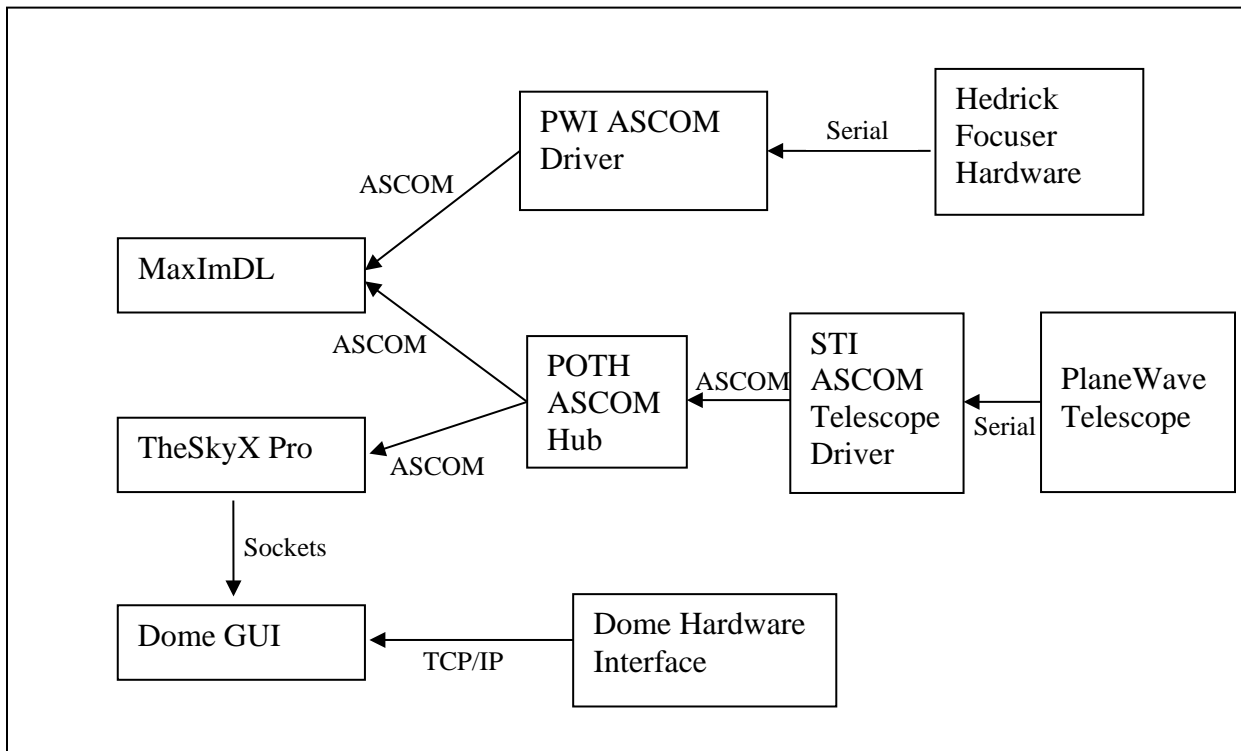 PWI ASCOM
Driver
Serial
Hedrick
Focuser
Hardware
ASCOM
MaxImDL
ASCOM
POTH
ASCOM
Hub
ASCOM
STI
ASCOM
Telescope
Driver
Serial
PlaneWave
Telescope
TheSkyX Pro
ASCOM
Sockets
Dome GUI
TCP/IP
Dome Hardware
Interface